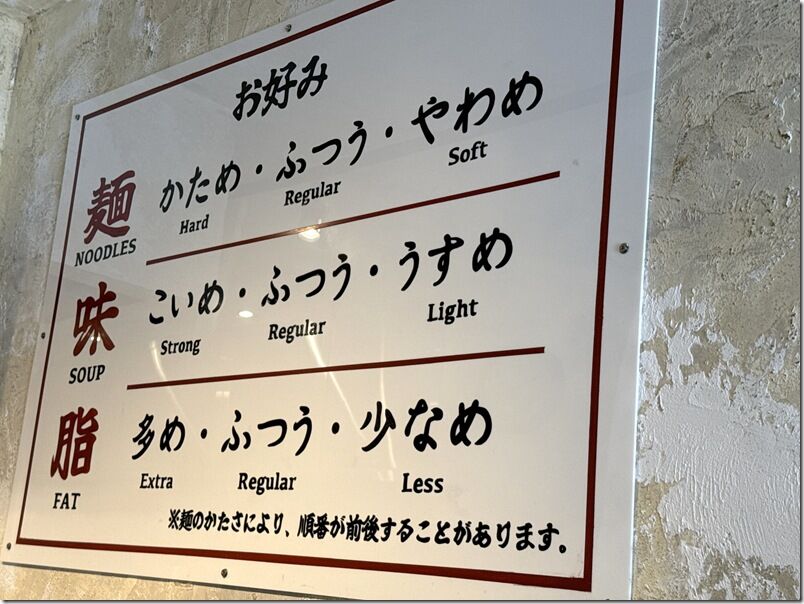 お好み
麺 かため・ふつう・やわめ
NOODLES Hard Regular Soft
味 こいめ・ふつう・うすめ
SOUP Strong Regular Light
脂 多め・ふつう・少なめ
FAT Extra Regular Less
※麺のかたさにより、順番が前後することがあります。